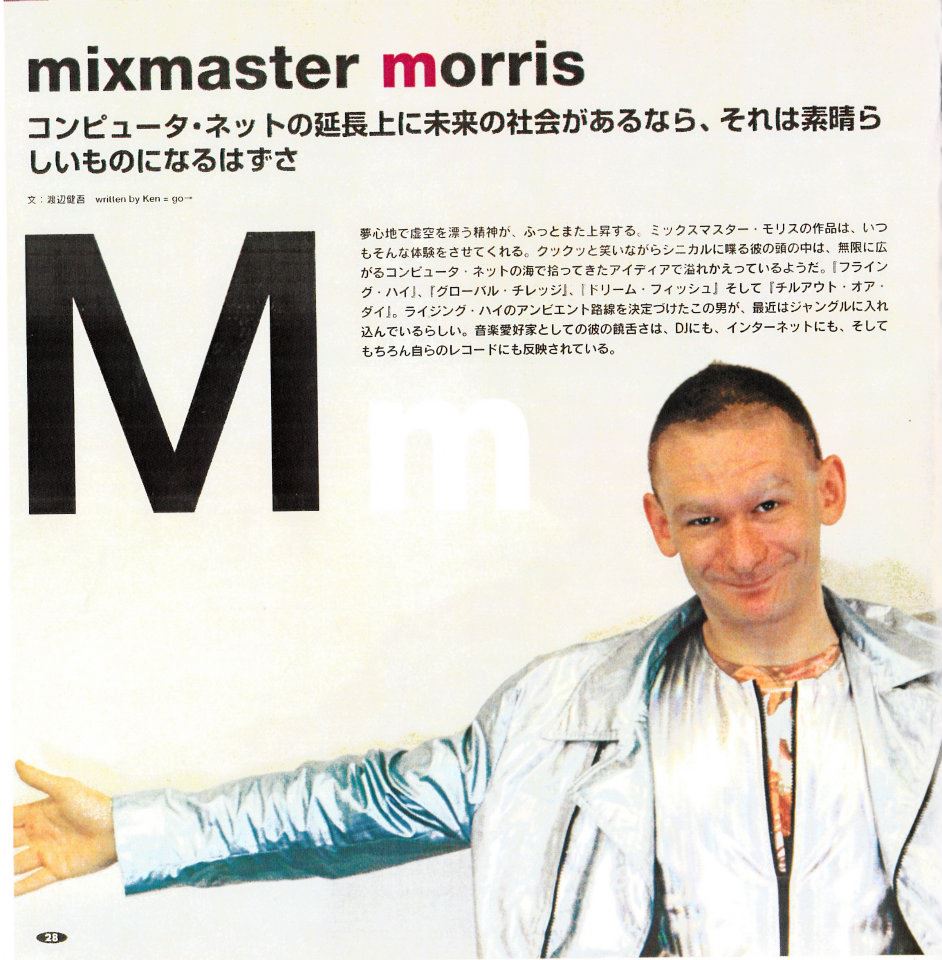 mixmaster morris
コンピュータ・ネットの延長上に未来の社会があるなら、それは素晴ら
しいものになるはずさ
文：渡辺健吾　written by Ken = go→
M
m
夢心地で虚空を漂う精神が、ふっとまた上昇する。ミックスマスター・モリスの作品は、いつ
もそんな体験をさせてくれる。クックッと笑いながらシニカルに喋る彼の頭の中は、無限に広
がるコンピュータ・ネットの海で拾ってきたアイディアで溢れかえっているようだ。『フライン
グ・ハイ』、『グローバル・チレッジ』、『ドリーム・フィッシュ』そして『チルアウト・オア・
ダイ』。ライジング・ハイのアンビエント路線を決定づけたこの男が、最近はジャングルに入れ
込んでいるらしい。音楽愛好家としての彼の饒舌さは、DJにも、インターネットにも、そして
もちろん自らのレコードにも反映されている。
28